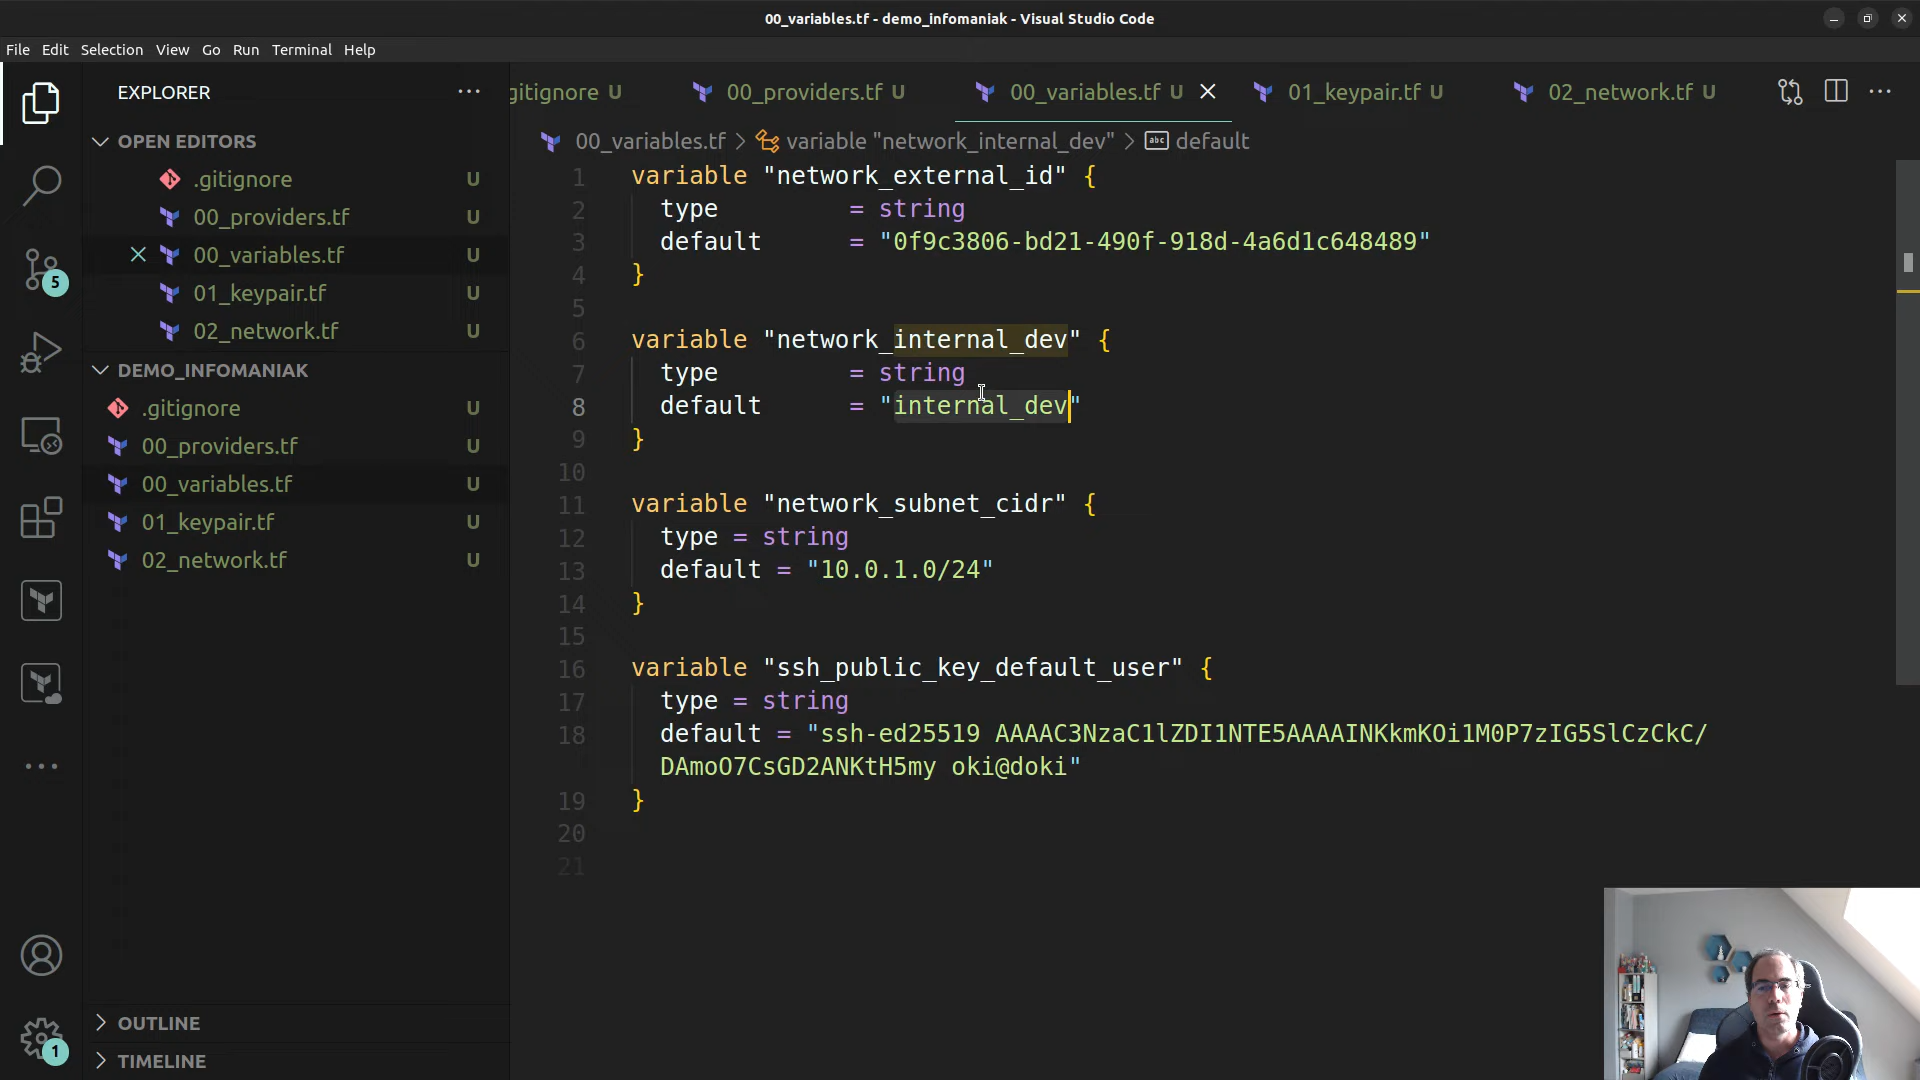 00_variables.tf - demo_infomaniak - Visual Studio Code
File Edit Selection View Go Run Terminal Help
EXPLORER
gitignore U
00_providers.tf U
00_variables.tf U
01_keypair.tf U
02_network.tf U
OPEN EDITORS
.gitignore U
00_providers.tf U
00_variables.tf U
01_keypair.tf U
02_network.tf U
DEMO_INFOMANIAK
.gitignore U
00_providers.tf U
00_variables.tf U
01_keypair.tf U
02_network.tf U
OUTLINE
TIMELINE
5
1
00_variables.tf > variable "network_internal_dev" > abc default
1 variable "network_external_id" {
2 type = string
3 default = "0f9c3806-bd21-490f-918d-4a6d1c648489"
4 }
5
6 variable "network_internal_dev" {
7 type = string
8 default = "internal_dev"
9 }
10
11 variable "network_subnet_cidr" {
12 type = string
13 default = "10.0.1.0/24"
14 }
15
16 variable "ssh_public_key_default_user" {
17 type = string
18 default = "ssh-ed25519 AAAAC3NzaC1lZDI1NTE5AAAAINKkmKOi1M0P7zIG5SlCzCkC/
DAmoO7CsGD2ANKtH5my oki@doki"
19 }
20
21